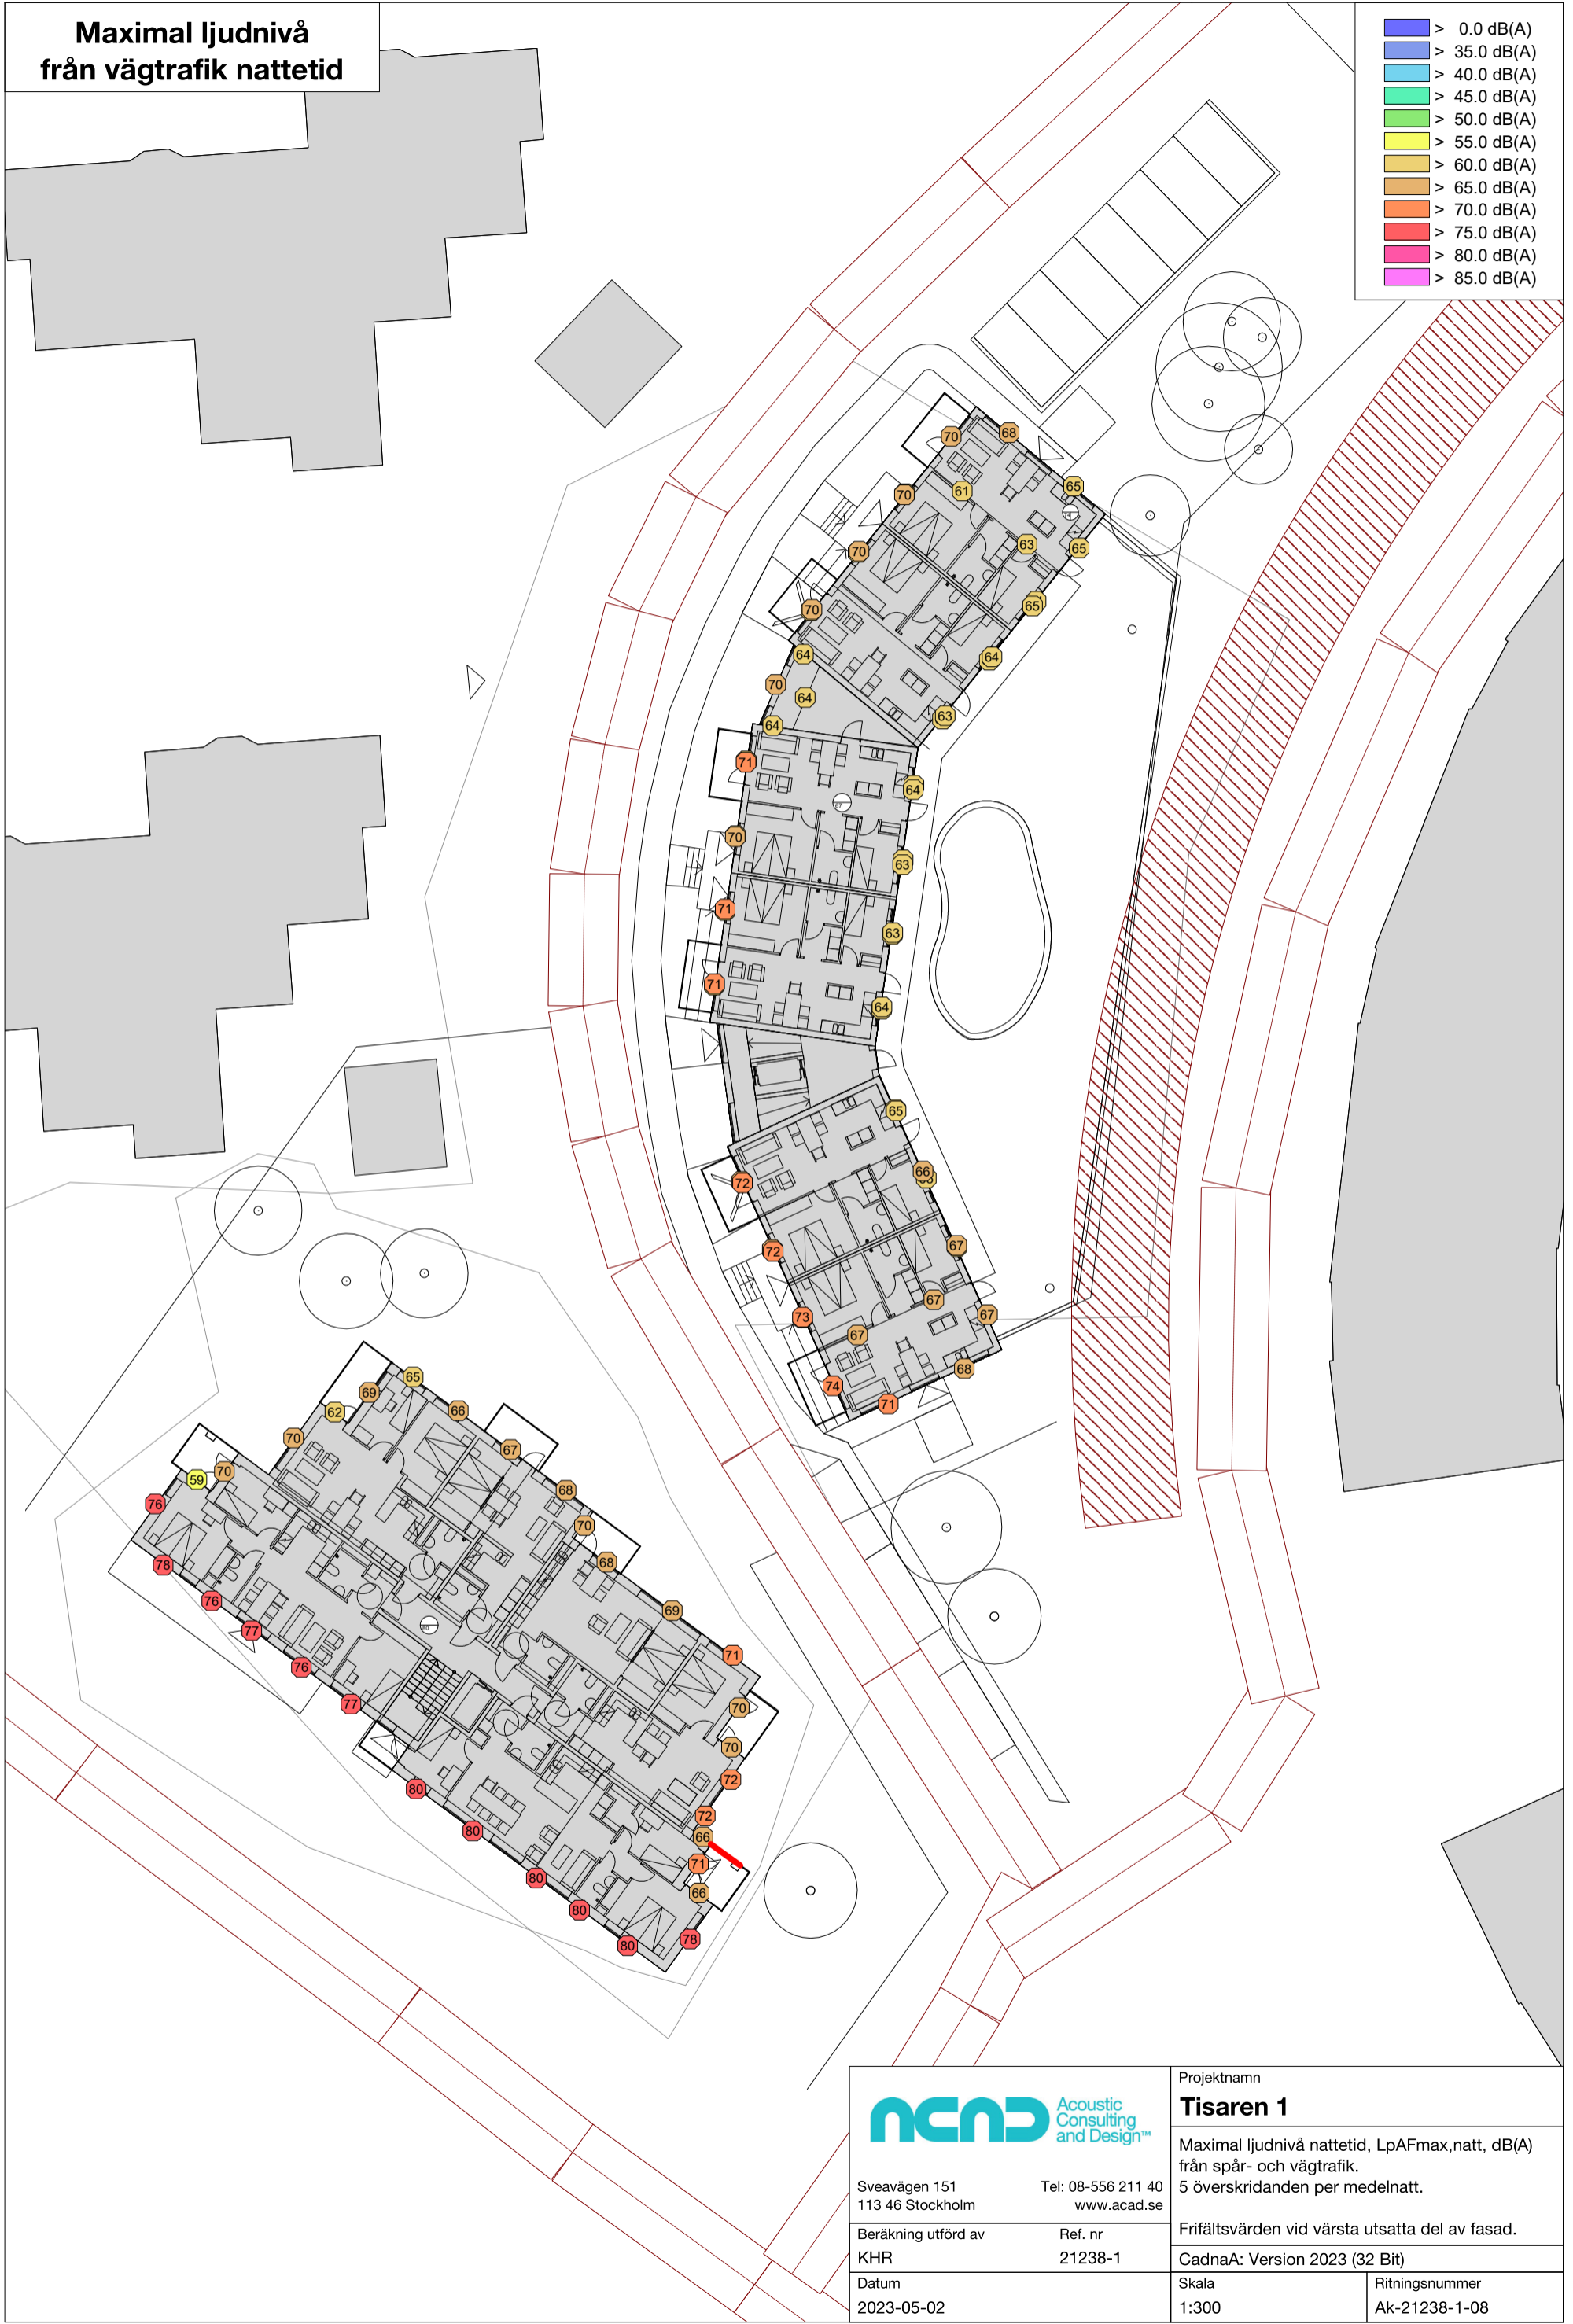 Maximal ljudnivå
från vägtrafik nattetid
> 0.0 dB(A)
> 35.0 dB(A)
> 40.0 dB(A)
> 45.0 dB(A)
> 50.0 dB(A)
> 55.0 dB(A)
> 60.0 dB(A)
> 65.0 dB(A)
> 70.0 dB(A)
> 75.0 dB(A)
> 80.0 dB(A)
> 85.0 dB(A)
70
68
65
70
61
63
65
70
65
70
64
64
70
64
63
64
71
64
70
63
71
63
71
64
65
66
72
67
72
67
67
73
67
68
74
71
65
69
66
62
70
67
70
59
68
76
70
68
78
76
69
77
71
76
77
70
70
72
80
72
80
66
71
80
66
80
78
80
ACAD
Acoustic
Consulting
and Design™
Sveavägen 151
113 46 Stockholm
Tel: 08-556 211 40
www.acad.se
Beräkning utförd av
KHR
Ref. nr
21238-1
Datum
2023-05-02
Projektnamn
Tisaren 1
Maximal ljudnivå nattetid, LpAFmax,natt, dB(A)
från spår- och vägtrafik.
5 överskridanden per medelnatt.
Frifältsvärden vid värsta utsatta del av fasad.
CadnaA: Version 2023 (32 Bit)
Skala
1:300
Ritningsnummer
Ak-21238-1-08